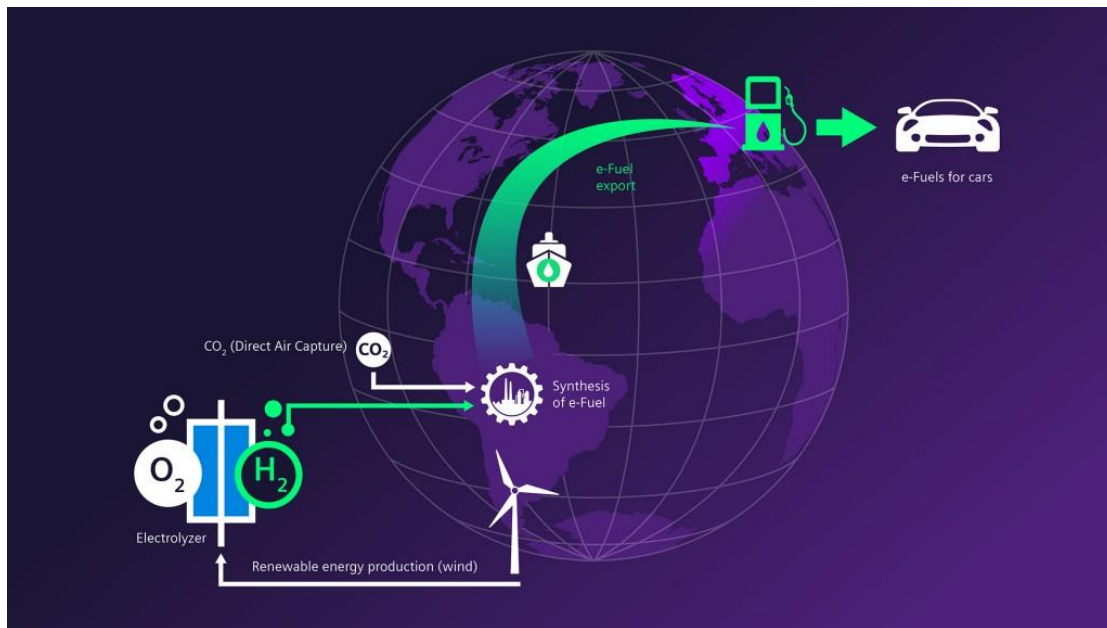 e-Fuel
export
e-Fuels for cars
CO₂ (Direct Air Capture)
CO₂
Synthesis
of e-Fuel
O₂
H₂
Electrolyzer
Renewable energy production (wind)